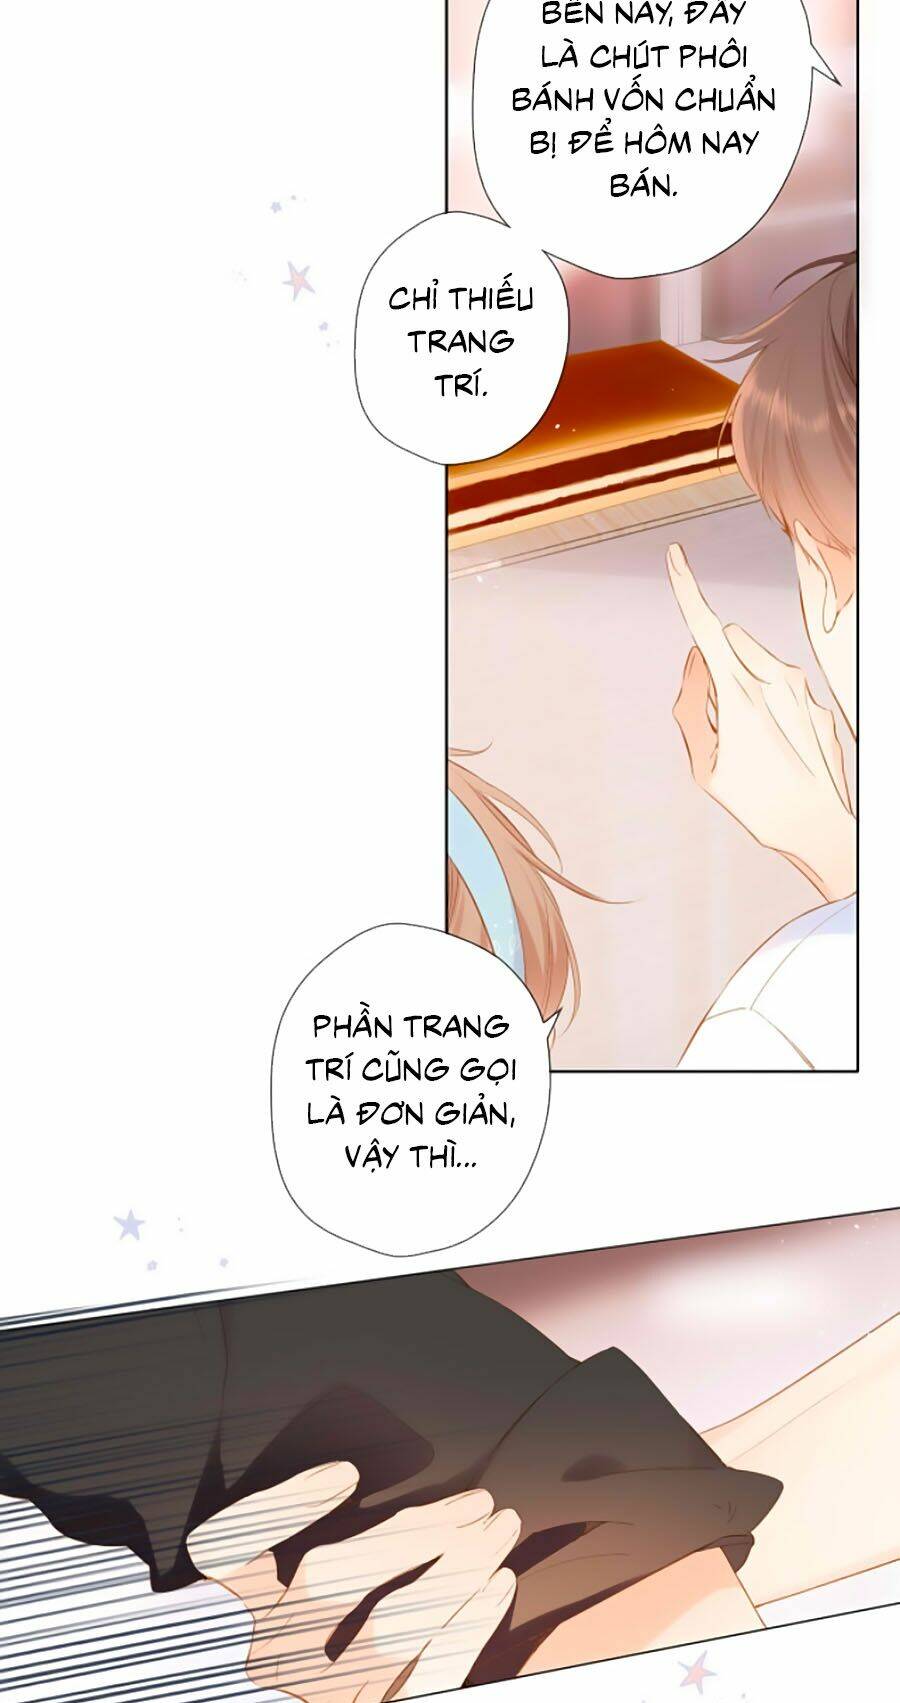 BÊN NÀY, ĐÂY
LÀ CHÚT PHÔI
BÁNH VỐN CHUẨN
BỊ ĐỂ HÔM NAY
BÁN.
CHỈ THIẾU
TRANG
TRÍ.
PHẦN TRANG
TRÍ CŨNG GỌI
LÀ ĐƠN GIẢN,
VẬY THÌ...